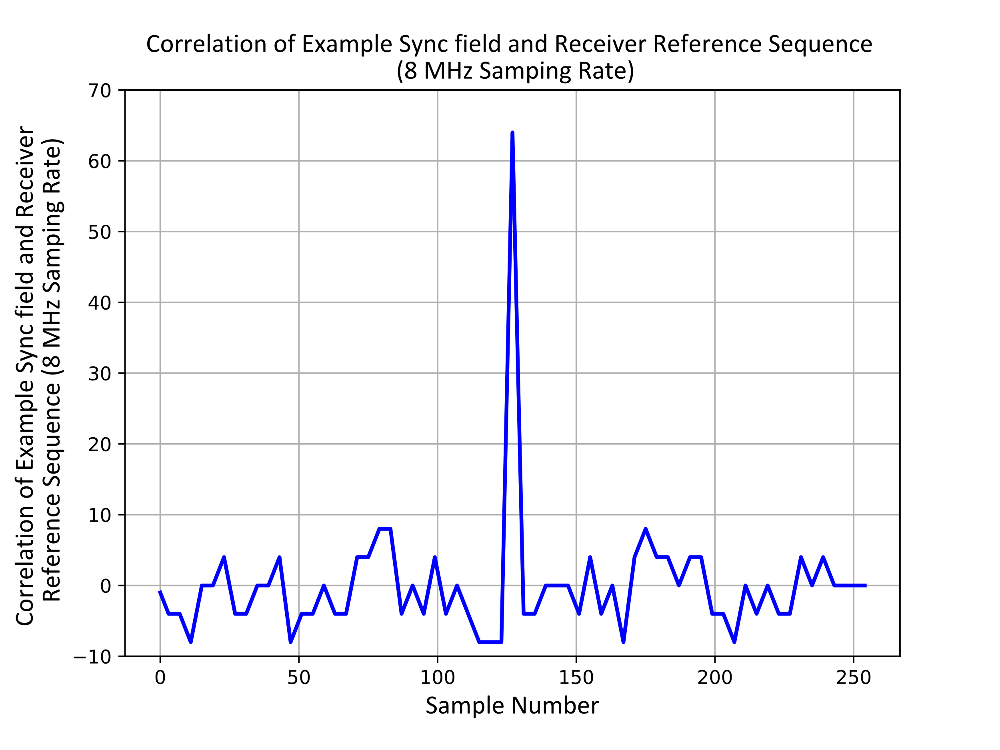 Correlation of Example Sync field and Receiver Reference Sequence
(8 MHz Samping Rate)
Correlation of Example Sync field and Receiver
Reference Sequence (8 MHz Samping Rate)
70
60
50
40
30
20
10
0
−10
0 50 100 150 200 250
Sample Number